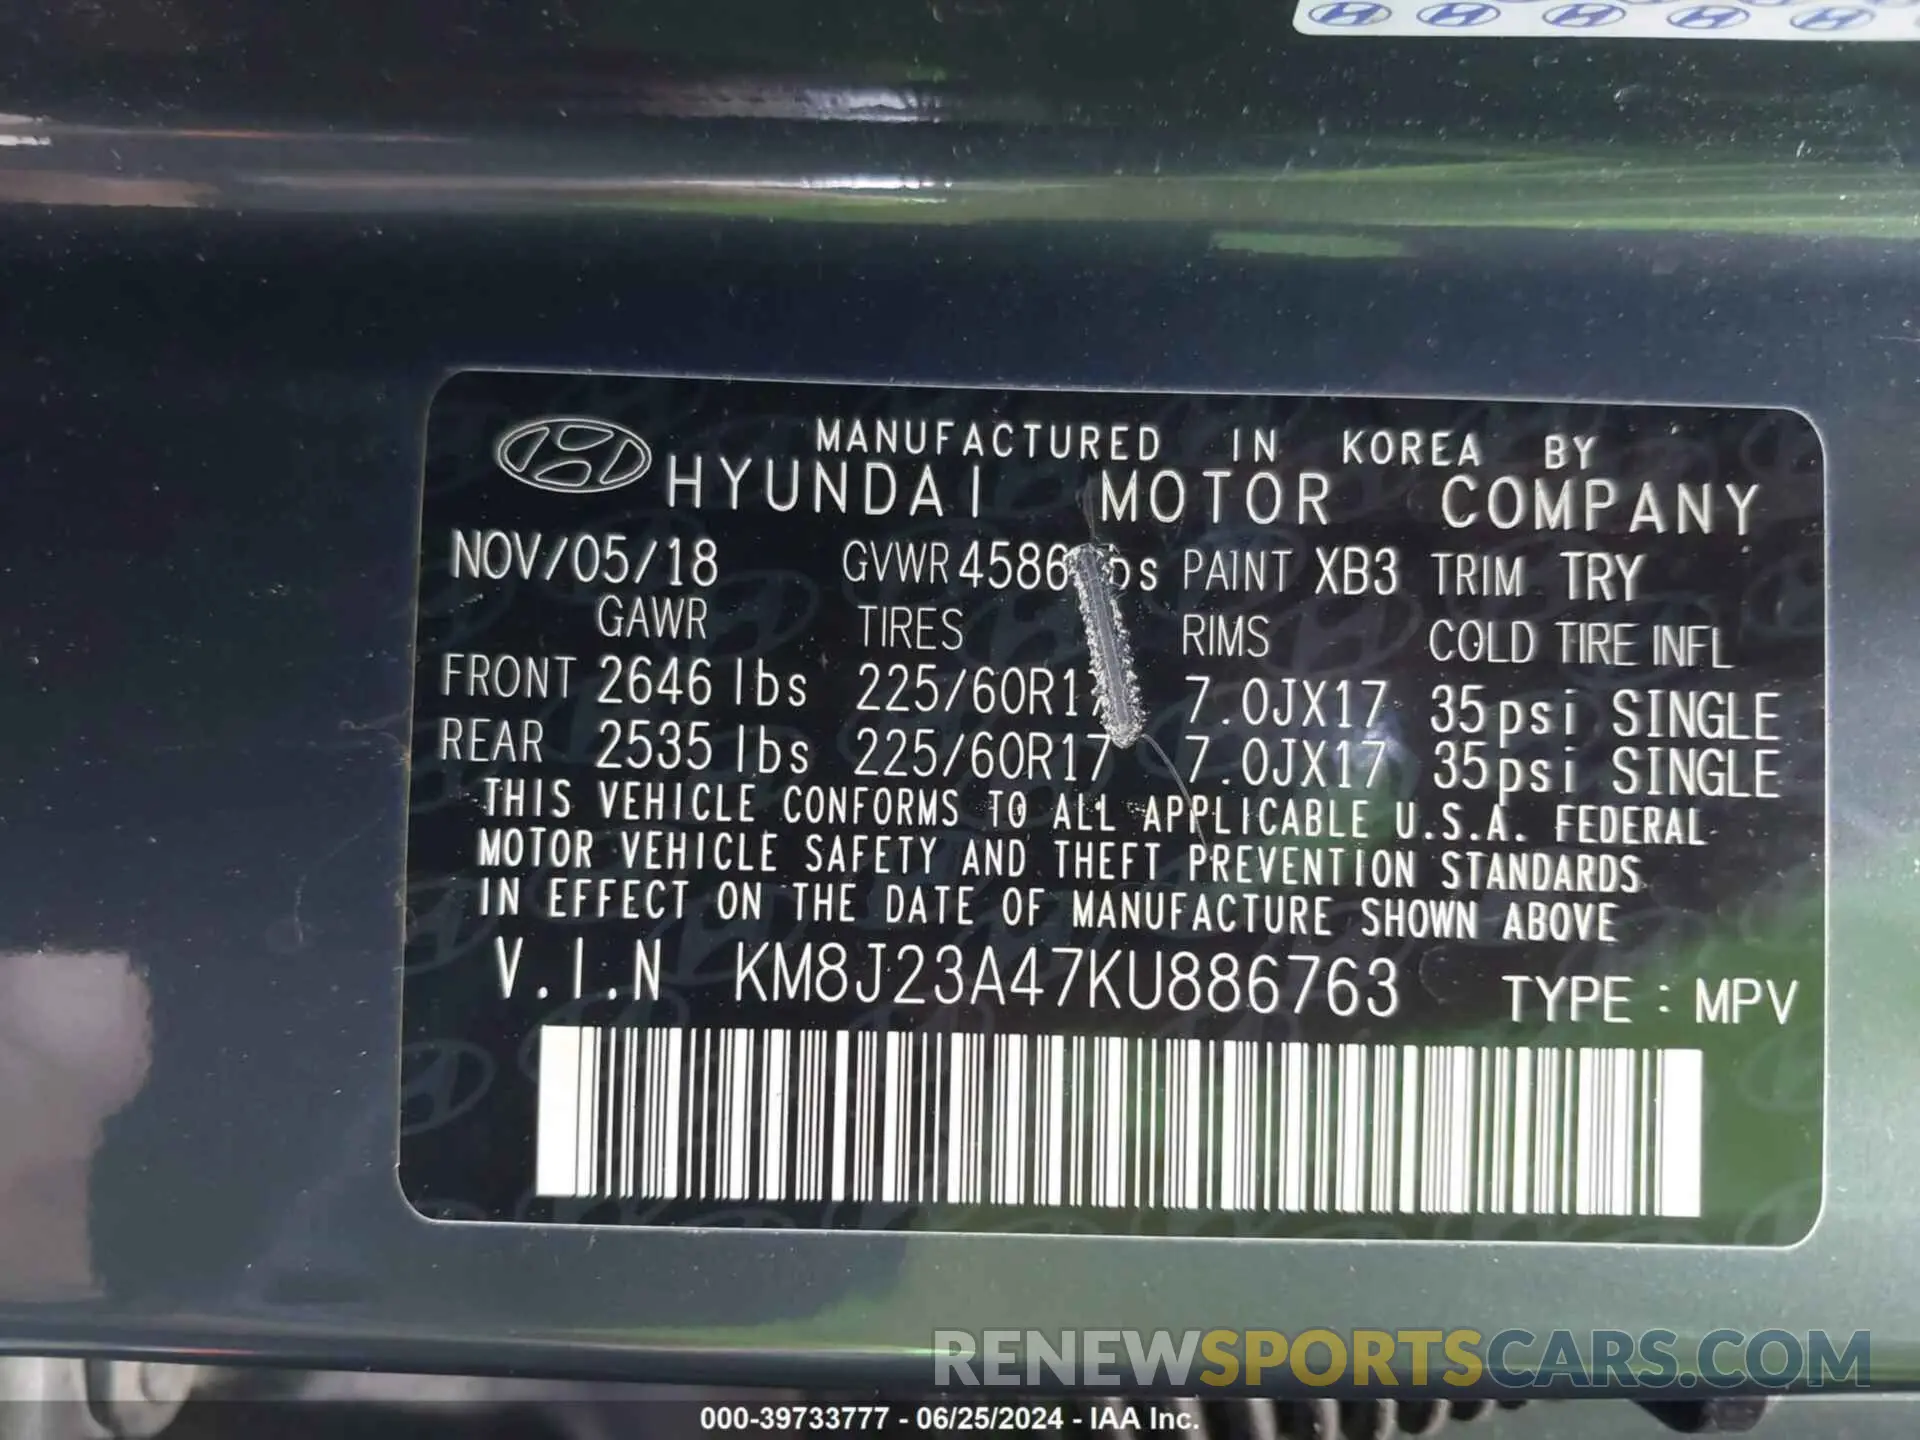 MANUFACTURED IN KOREA BY
HYUNDAI MOTOR COMPANY
NOV/05/18 GVWR PAINT XB3 TRIM TRY
GAWR TIRES RIMS COLD TIRE INFL
FRONT 2646 lbs 225/60R17 7.0JX17 35psi SINGLE
REAR 2535 lbs 225/60R17 7.0JX17 35psi SINGLE
THIS VEHICLE CONFORMS TO ALL APPLICABLE U.S.A. FEDERAL
MOTOR VEHICLE SAFETY AND THEFT PREVENTION STANDARDS
IN EFFECT ON THE DATE OF MANUFACTURE SHOWN ABOVE
V.I.N KM8J23A47KU886763 TYPE : MPV
RENEWSPORTSCARS.COM
000-39733777 - 06/25/2024 - IAA Inc.